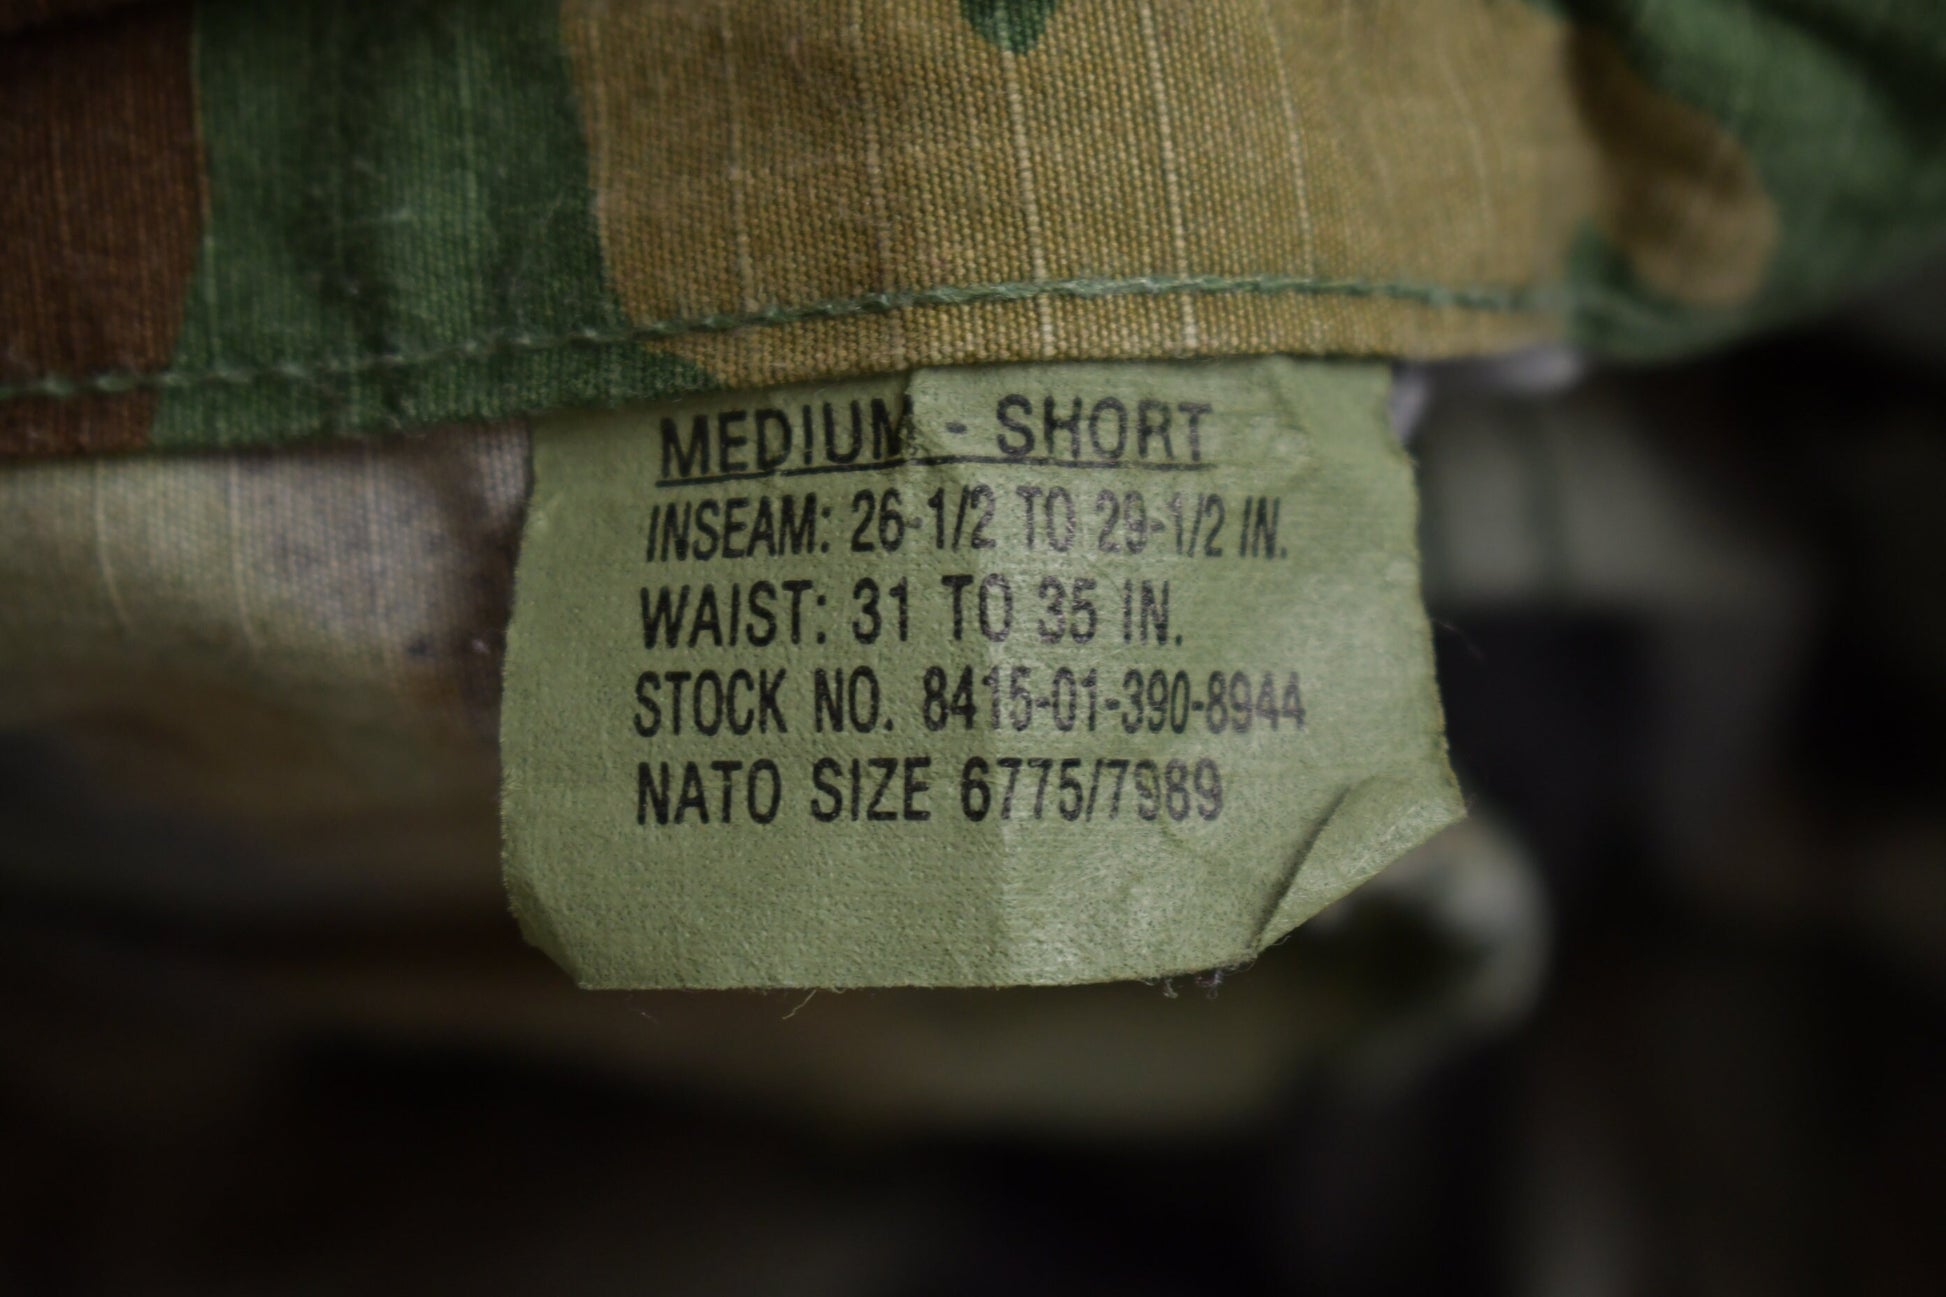 MEDIUM - SHORT
INSEAM: 26-1/2 TO 29-1/2 IN.
WAIST: 31 TO 35 IN.
STOCK NO. 8415-01-390-8944
NATO SIZE 6775/7989